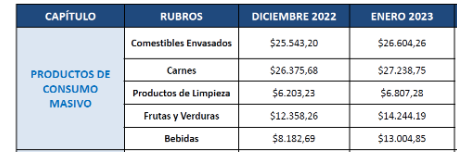 CAPÍTULO RUBROS DICIEMBRE 2022 ENERO 2023
Comestibles Envasados $25.543,20 $26.604,26
Carnes $26.375,68 $27.238,75
PRODUCTOS DE
CONSUMO
MASIVO
Productos de Limpieza $6.203,23 $6.807,28
Frutas y Verduras $12.358,26 $14.244.19
Bebidas $8.182,69 $13.004,85